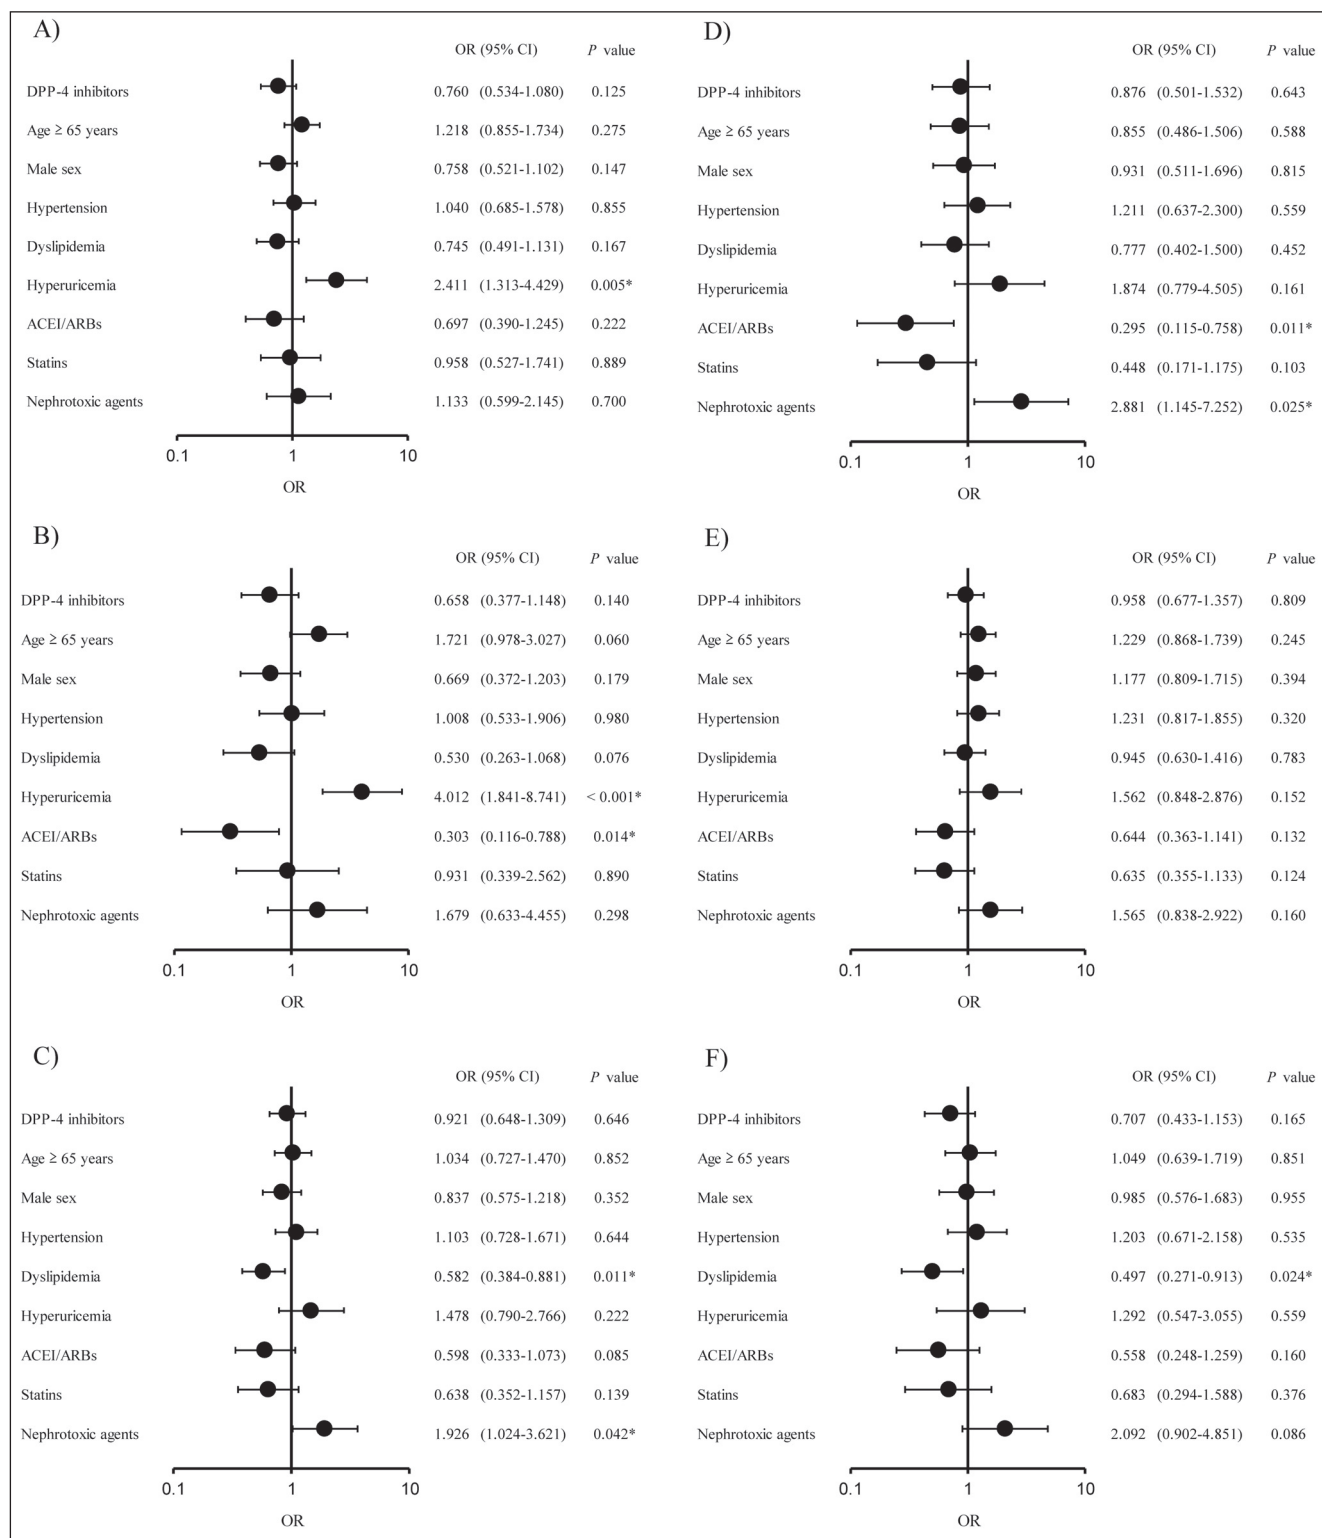 A)
OR (95% CI) P value
DPP-4 inhibitors 0.760 (0.534-1.080) 0.125
Age ≥ 65 years 1.218 (0.855-1.734) 0.275
Male sex 0.758 (0.521-1.102) 0.147
Hypertension 1.040 (0.685-1.578) 0.855
Dyslipidemia 0.745 (0.491-1.131) 0.167
Hyperuricemia 2.411 (1.313-4.429) 0.005*
ACEI/ARBs 0.697 (0.390-1.245) 0.222
Statins 0.958 (0.527-1.741) 0.889
Nephrotoxic agents 1.133 (0.599-2.145) 0.700
0.1 1 10
OR
B)
OR (95% CI) P value
DPP-4 inhibitors 0.658 (0.377-1.148) 0.140
Age ≥ 65 years 1.721 (0.978-3.027) 0.060
Male sex 0.669 (0.372-1.203) 0.179
Hypertension 1.008 (0.533-1.906) 0.980
Dyslipidemia 0.530 (0.263-1.068) 0.076
Hyperuricemia 4.012 (1.841-8.741) < 0.001*
ACEI/ARBs 0.303 (0.116-0.788) 0.014*
Statins 0.931 (0.339-2.562) 0.890
Nephrotoxic agents 1.679 (0.633-4.455) 0.298
0.1 1 10
OR
C)
OR (95% CI) P value
DPP-4 inhibitors 0.921 (0.648-1.309) 0.646
Age ≥ 65 years 1.034 (0.727-1.470) 0.852
Male sex 0.837 (0.575-1.218) 0.352
Hypertension 1.103 (0.728-1.671) 0.644
Dyslipidemia 0.582 (0.384-0.881) 0.011*
Hyperuricemia 1.478 (0.790-2.766) 0.222
ACEI/ARBs 0.598 (0.333-1.073) 0.085
Statins 0.638 (0.352-1.157) 0.139
Nephrotoxic agents 1.926 (1.024-3.621) 0.042*
0.1 1 10
OR
D)
OR (95% CI) P value
DPP-4 inhibitors 0.876 (0.501-1.532) 0.643
Age ≥ 65 years 0.855 (0.486-1.506) 0.588
Male sex 0.931 (0.511-1.696) 0.815
Hypertension 1.211 (0.637-2.300) 0.559
Dyslipidemia 0.777 (0.402-1.500) 0.452
Hyperuricemia 1.874 (0.779-4.505) 0.161
ACEI/ARBs 0.295 (0.115-0.758) 0.011*
Statins 0.448 (0.171-1.175) 0.103
Nephrotoxic agents 2.881 (1.145-7.252) 0.025*
0.1 1 10
OR
E)
OR (95% CI) P value
DPP-4 inhibitors 0.958 (0.677-1.357) 0.809
Age ≥ 65 years 1.229 (0.868-1.739) 0.245
Male sex 1.177 (0.809-1.715) 0.394
Hypertension 1.231 (0.817-1.855) 0.320
Dyslipidemia 0.945 (0.630-1.416) 0.783
Hyperuricemia 1.562 (0.848-2.876) 0.152
ACEI/ARBs 0.644 (0.363-1.141) 0.132
Statins 0.635 (0.355-1.133) 0.124
Nephrotoxic agents 1.565 (0.838-2.922) 0.160
0.1 1 10
OR
F)
OR (95% CI) P value
DPP-4 inhibitors 0.707 (0.433-1.153) 0.165
Age ≥ 65 years 1.049 (0.639-1.719) 0.851
Male sex 0.985 (0.576-1.683) 0.955
Hypertension 1.203 (0.671-2.158) 0.535
Dyslipidemia 0.497 (0.271-0.913) 0.024*
Hyperuricemia 1.292 (0.547-3.055) 0.559
ACEI/ARBs 0.558 (0.248-1.259) 0.160
Statins 0.683 (0.294-1.588) 0.376
Nephrotoxic agents 2.092 (0.902-4.851) 0.086
0.1 1 10
OR